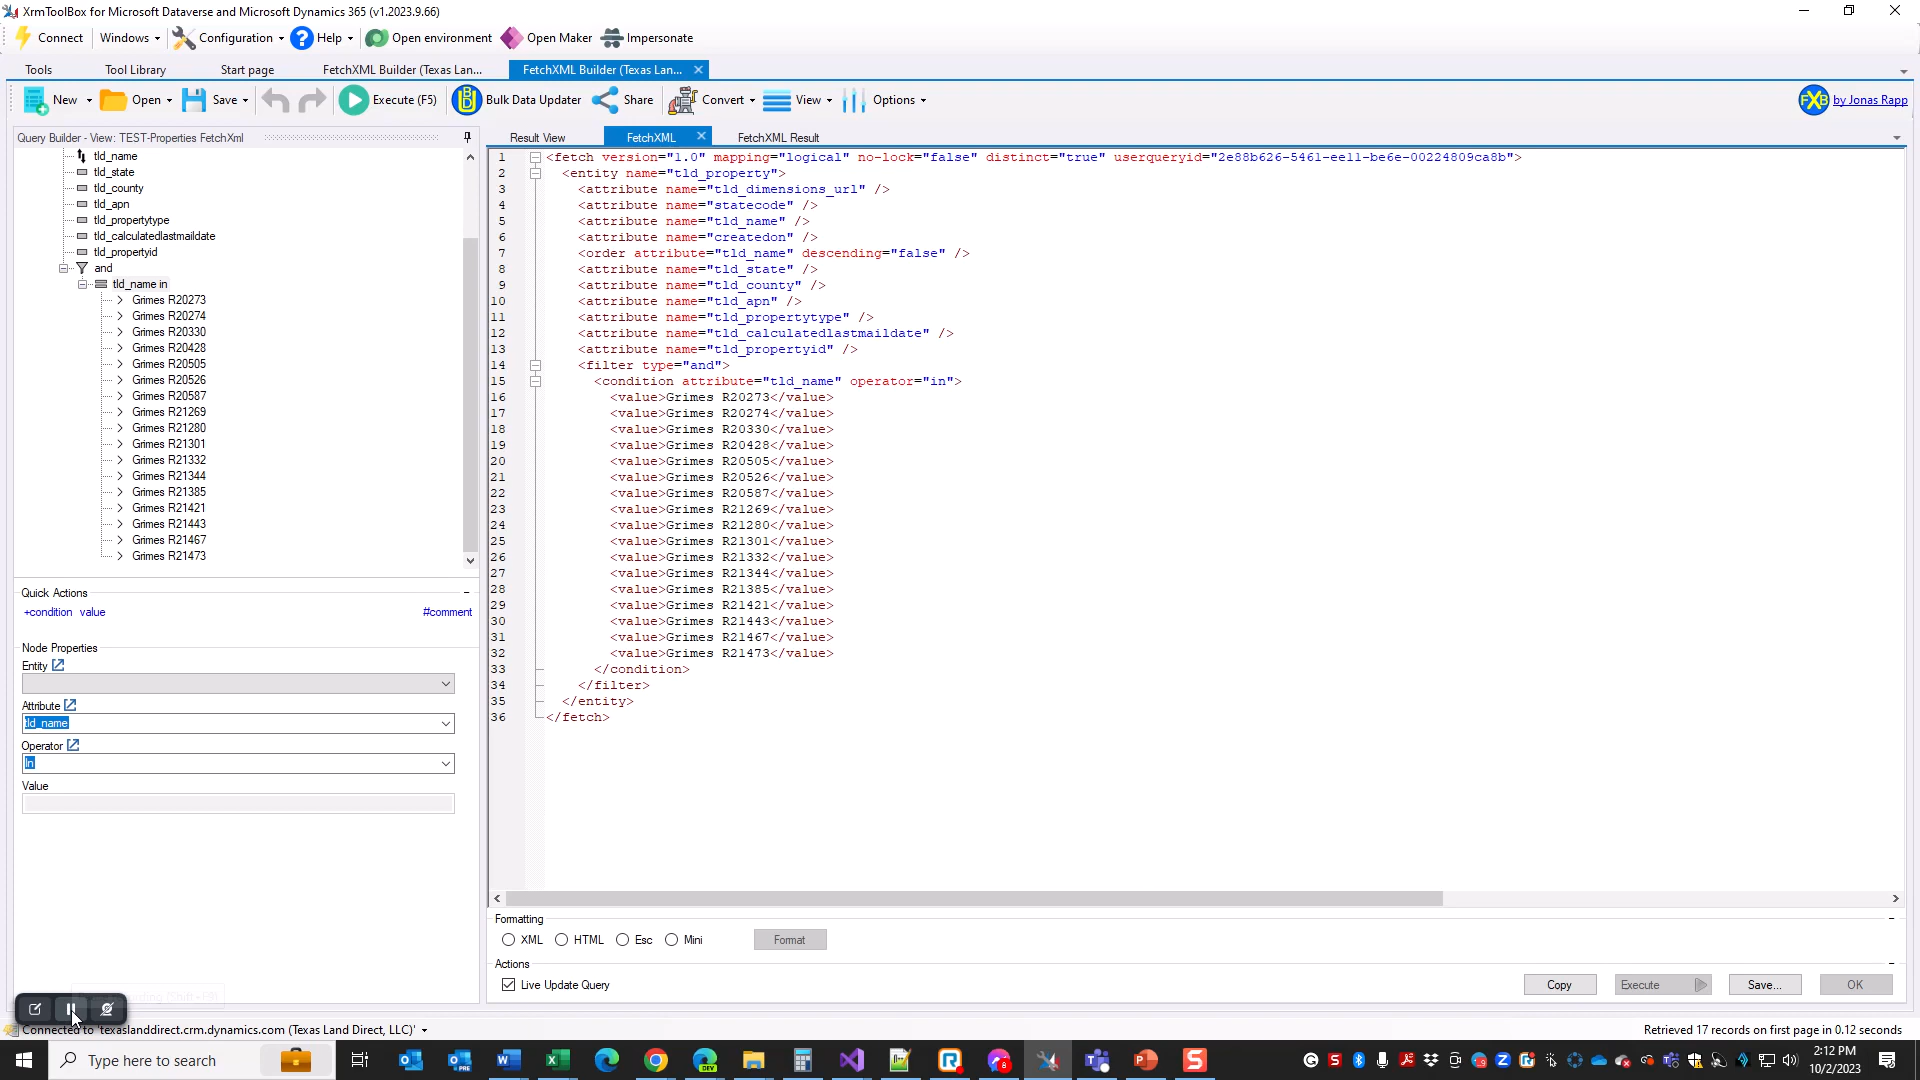 XrmToolBox for Microsoft Dataverse and Microsoft Dynamics 365 (v1.2023.9.66)
Connect Windows Configuration Help Open environment Open Maker Impersonate
Tools Tool Library Start page FetchXML Builder (Texas Lan... FetchXML Builder (Texas Lan...
New Open Save Execute (F5) Bulk Data Updater Share Convert View Options FXB by Jonas Rapp
Query Builder - View: TEST-Properties FetchXml
tld_name
tld_state
tld_county
tld_apn
tld_propertytype
tld_calculatedlastmaildate
tld_propertyid
and
tld_name in
Grimes R20273
Grimes R20274
Grimes R20330
Grimes R20428
Grimes R20505
Grimes R20526
Grimes R20587
Grimes R21269
Grimes R21280
Grimes R21301
Grimes R21332
Grimes R21344
Grimes R21385
Grimes R21421
Grimes R21443
Grimes R21467
Grimes R21473
Quick Actions
+condition value #comment
Node Properties
Entity
Attribute
tld_name
Operator
In
Value
Result View FetchXML FetchXML Result
1 <fetch version="1.0" mapping="logical" no-lock="false" distinct="true" userqueryid="2e88b626-5461-ee11-be6e-00224809ca8b">
2 <entity name="tld_property">
3 <attribute name="tld_dimensions_url" />
4 <attribute name="statecode" />
5 <attribute name="tld_name" />
6 <attribute name="createdon" />
7 <order attribute="tld_name" descending="false" />
8 <attribute name="tld_state" />
9 <attribute name="tld_county" />
10 <attribute name="tld_apn" />
11 <attribute name="tld_propertytype" />
12 <attribute name="tld_calculatedlastmaildate" />
13 <attribute name="tld_propertyid" />
14 <filter type="and">
15 <condition attribute="tld_name" operator="in">
16 <value>Grimes R20273</value>
17 <value>Grimes R20274</value>
18 <value>Grimes R20330</value>
19 <value>Grimes R20428</value>
20 <value>Grimes R20505</value>
21 <value>Grimes R20526</value>
22 <value>Grimes R20587</value>
23 <value>Grimes R21269</value>
24 <value>Grimes R21280</value>
25 <value>Grimes R21301</value>
26 <value>Grimes R21332</value>
27 <value>Grimes R21344</value>
28 <value>Grimes R21385</value>
29 <value>Grimes R21421</value>
30 <value>Grimes R21443</value>
31 <value>Grimes R21467</value>
32 <value>Grimes R21473</value>
33 </condition>
34 </filter>
35 </entity>
36 </fetch>
Formatting
XML HTML Esc Mini Format
Actions
Live Update Query Copy Execute Save... OK
Connected to 'texaslanddirect.crm.dynamics.com (Texas Land Direct, LLC)' Retrieved 17 records on first page in 0.12 seconds
Type here to search
2:12 PM
10/2/2023